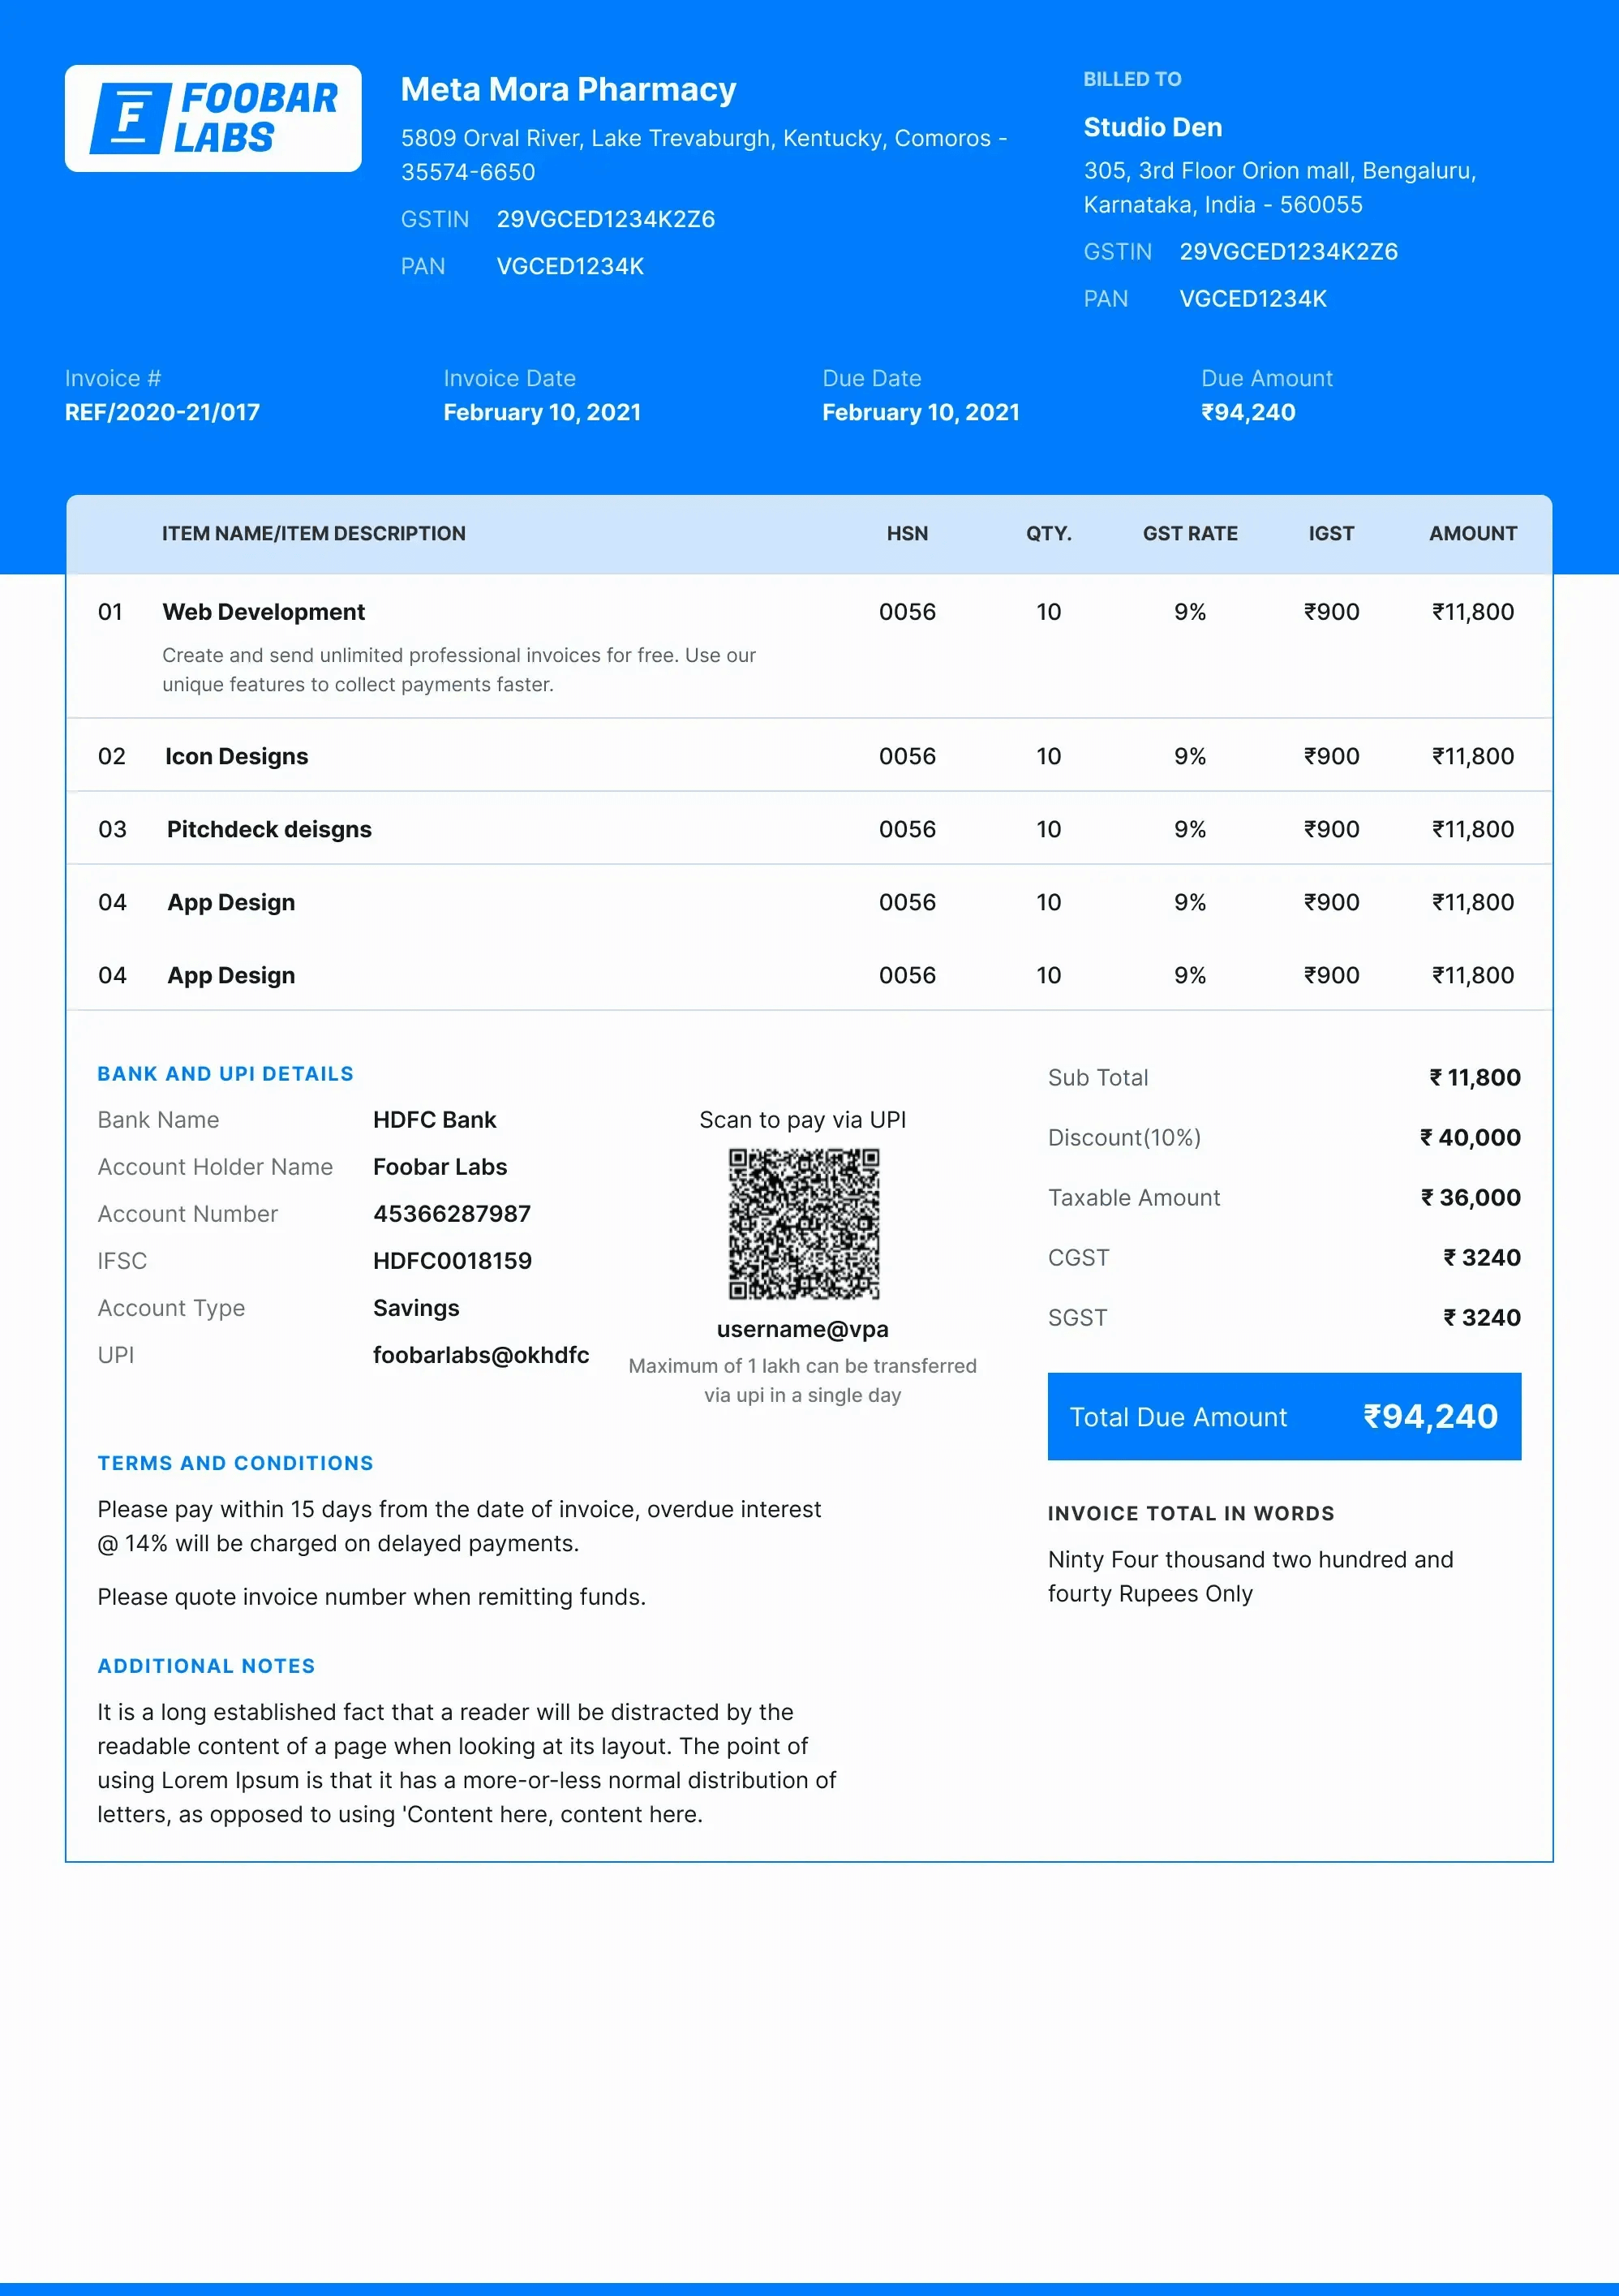 F FOOBAR
LABS
Meta Mora Pharmacy
5809 Orval River, Lake Trevaburgh, Kentucky, Comoros -
35574-6650
GSTIN 29VGCED1234K2Z6
PAN VGCED1234K
BILLED TO
Studio Den
305, 3rd Floor Orion mall, Bengaluru,
Karnataka, India - 560055
GSTIN 29VGCED1234K2Z6
PAN VGCED1234K
Invoice # Invoice Date Due Date Due Amount
REF/2020-21/017 February 10, 2021 February 10, 2021 ₹94,240
ITEM NAME/ITEM DESCRIPTION HSN QTY. GST RATE IGST AMOUNT
01 Web Development 0056 10 9% ₹900 ₹11,800
Create and send unlimited professional invoices for free. Use our
unique features to collect payments faster.
02 Icon Designs 0056 10 9% ₹900 ₹11,800
03 Pitchdeck deisgns 0056 10 9% ₹900 ₹11,800
04 App Design 0056 10 9% ₹900 ₹11,800
04 App Design 0056 10 9% ₹900 ₹11,800
BANK AND UPI DETAILS
Bank Name HDFC Bank
Account Holder Name Foobar Labs
Account Number 45366287987
IFSC HDFC0018159
Account Type Savings
UPI foobarlabs@okhdfc
Scan to pay via UPI
username@vpa
Maximum of 1 lakh can be transferred
via upi in a single day
Sub Total ₹ 11,800
Discount(10%) ₹ 40,000
Taxable Amount ₹ 36,000
CGST ₹ 3240
SGST ₹ 3240
Total Due Amount ₹94,240
INVOICE TOTAL IN WORDS
Ninty Four thousand two hundred and
fourty Rupees Only
TERMS AND CONDITIONS
Please pay within 15 days from the date of invoice, overdue interest
@ 14% will be charged on delayed payments.
Please quote invoice number when remitting funds.
ADDITIONAL NOTES
It is a long established fact that a reader will be distracted by the
readable content of a page when looking at its layout. The point of
using Lorem Ipsum is that it has a more-or-less normal distribution of
letters, as opposed to using 'Content here, content here.